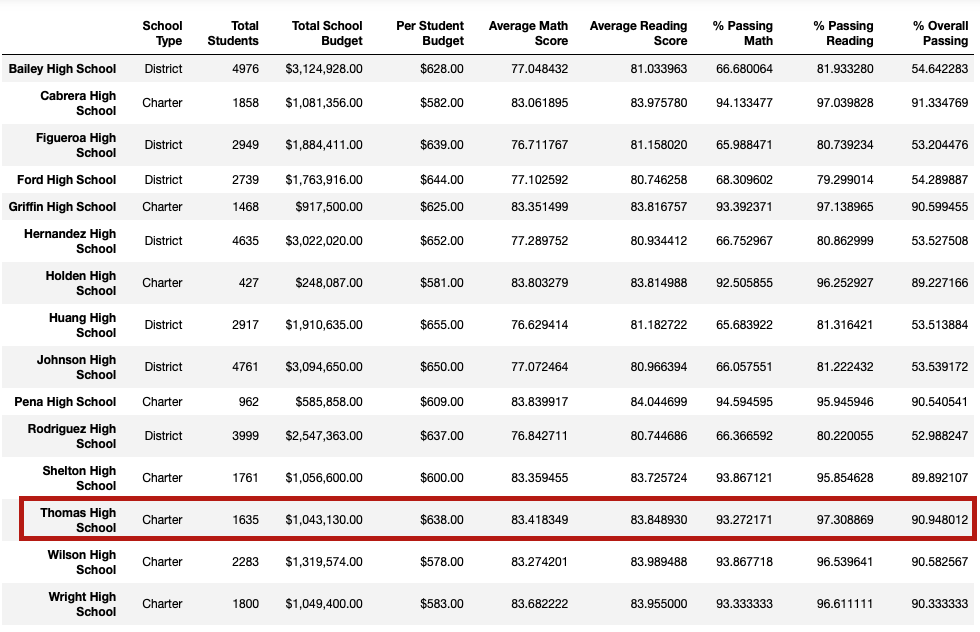 School Type Total Students Total School Budget Per Student Budget Average Math Score Average Reading Score % Passing Math % Passing Reading % Overall Passing
Bailey High School District 4976 $3,124,928.00 $628.00 77.048432 81.033963 66.680064 81.933280 54.642283
Cabrera High School Charter 1858 $1,081,356.00 $582.00 83.061895 83.975780 94.133477 97.039828 91.334769
Figueroa High School District 2949 $1,884,411.00 $639.00 76.711767 81.158020 65.988471 80.739234 53.204476
Ford High School District 2739 $1,763,916.00 $644.00 77.102592 80.746258 68.309602 79.299014 54.289887
Griffin High School Charter 1468 $917,500.00 $625.00 83.351499 83.816757 93.392371 97.138965 90.599455
Hernandez High School District 4635 $3,022,020.00 $652.00 77.289752 80.934412 66.752967 80.862999 53.527508
Holden High School Charter 427 $248,087.00 $581.00 83.803279 83.814988 92.505855 96.252927 89.227166
Huang High School District 2917 $1,910,635.00 $655.00 76.629414 81.182722 65.683922 81.316421 53.513884
Johnson High School District 4761 $3,094,650.00 $650.00 77.072464 80.966394 66.057551 81.222432 53.539172
Pena High School Charter 962 $585,858.00 $609.00 83.839917 84.044699 94.594595 95.945946 90.540541
Rodriguez High School District 3999 $2,547,363.00 $637.00 76.842711 80.744686 66.366592 80.220055 52.988247
Shelton High School Charter 1761 $1,056,600.00 $600.00 83.359455 83.725724 93.867121 95.854628 89.892107
Thomas High School Charter 1635 $1,043,130.00 $638.00 83.418349 83.848930 93.272171 97.308869 90.948012
Wilson High School Charter 2283 $1,319,574.00 $578.00 83.274201 83.989488 93.867718 96.539641 90.582567
Wright High School Charter 1800 $1,049,400.00 $583.00 83.682222 83.955000 93.333333 96.611111 90.333333